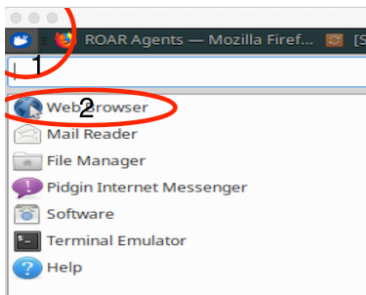 ROAR Agents — Mozilla Firef... [S
1
Web Browser
2
Mail Reader
File Manager
Pidgin Internet Messenger
Software
Terminal Emulator
Help